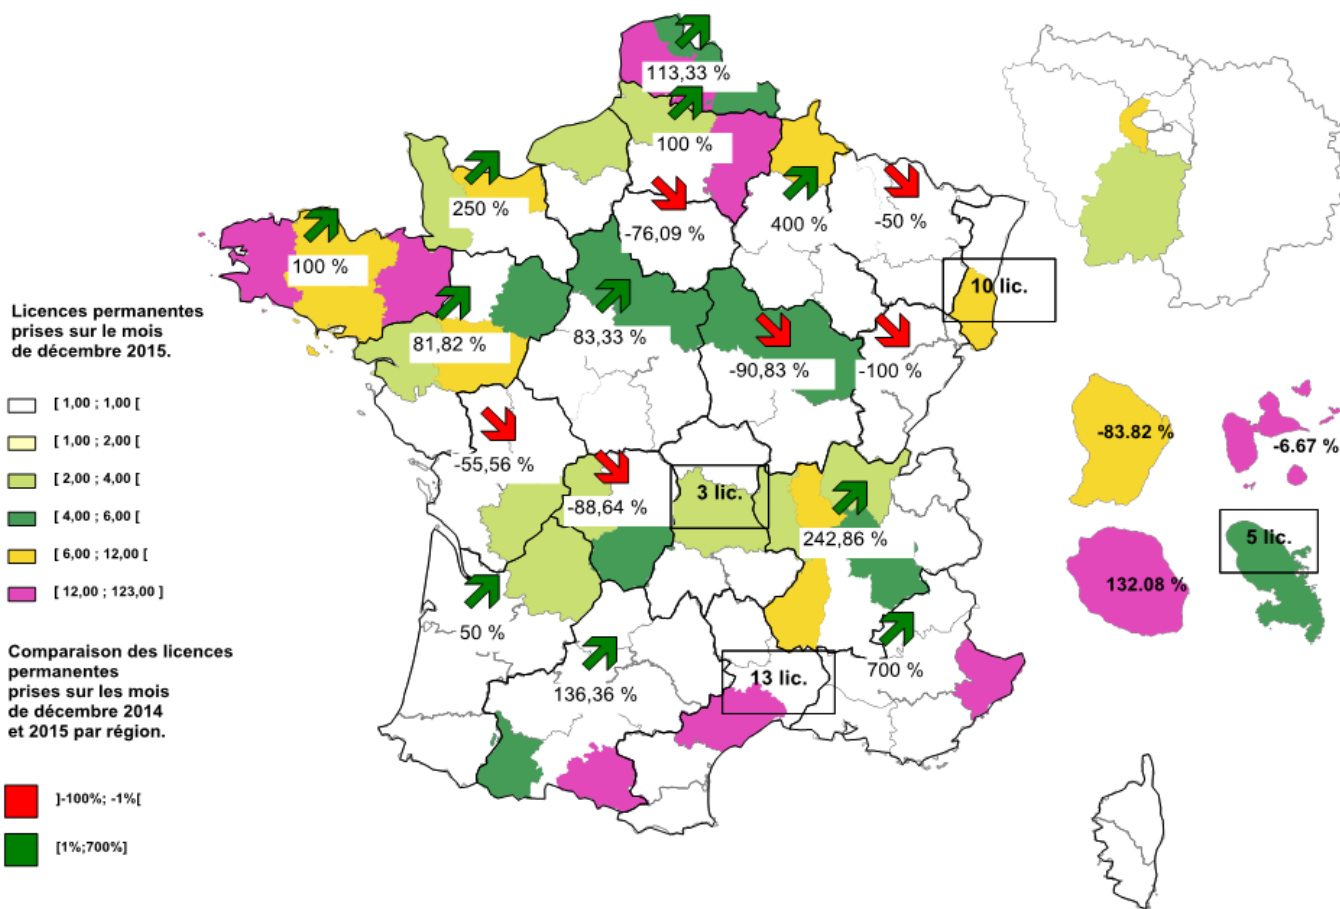 113,33 %
100 %
250 %
-76,09 %
400 %
-50 %
100 %
10 lic.
Licences permanentes
prises sur le mois
de décembre 2015.
81,82 %
83,33 %
-90,83 %
-100 %
[ 1,00 ; 1,00 [
[ 1,00 ; 2,00 [
[ 2,00 ; 4,00 [
[ 4,00 ; 6,00 [
[ 6,00 ; 12,00 [
[ 12,00 ; 123,00 ]
-83.82 %
-6.67 %
-55,56 %
3 lic.
-88,64 %
242,86 %
5 lic.
132.08 %
50 %
700 %
13 lic.
136,36 %
Comparaison des licences
permanentes
prises sur les mois
de décembre 2014
et 2015 par région.
]-100%; -1%[
[1%;700%]